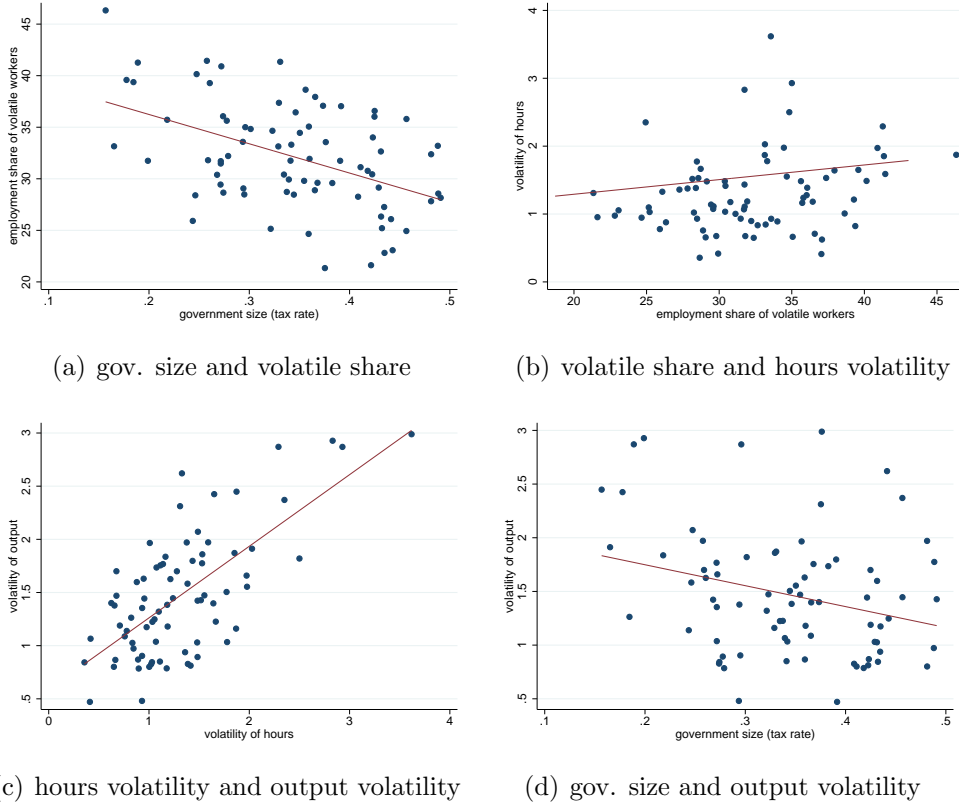 45
40
35
30
25
20
employment share of volatile workers
.1 .2 .3 .4 .5
government size (tax rate)
(a) gov. size and volatile share
4
3
2
1
0
volatility of hours
20 25 30 35 40 45
employment share of volatile workers
(b) volatile share and hours volatility
3
2.5
2
1.5
1
.5
volatility of output
0 1 2 3 4
volatility of hours
c) hours volatility and output volatility
3
2.5
2
1.5
1
.5
volatility of output
.1 .2 .3 .4 .5
government size (tax rate)
(d) gov. size and output volatility